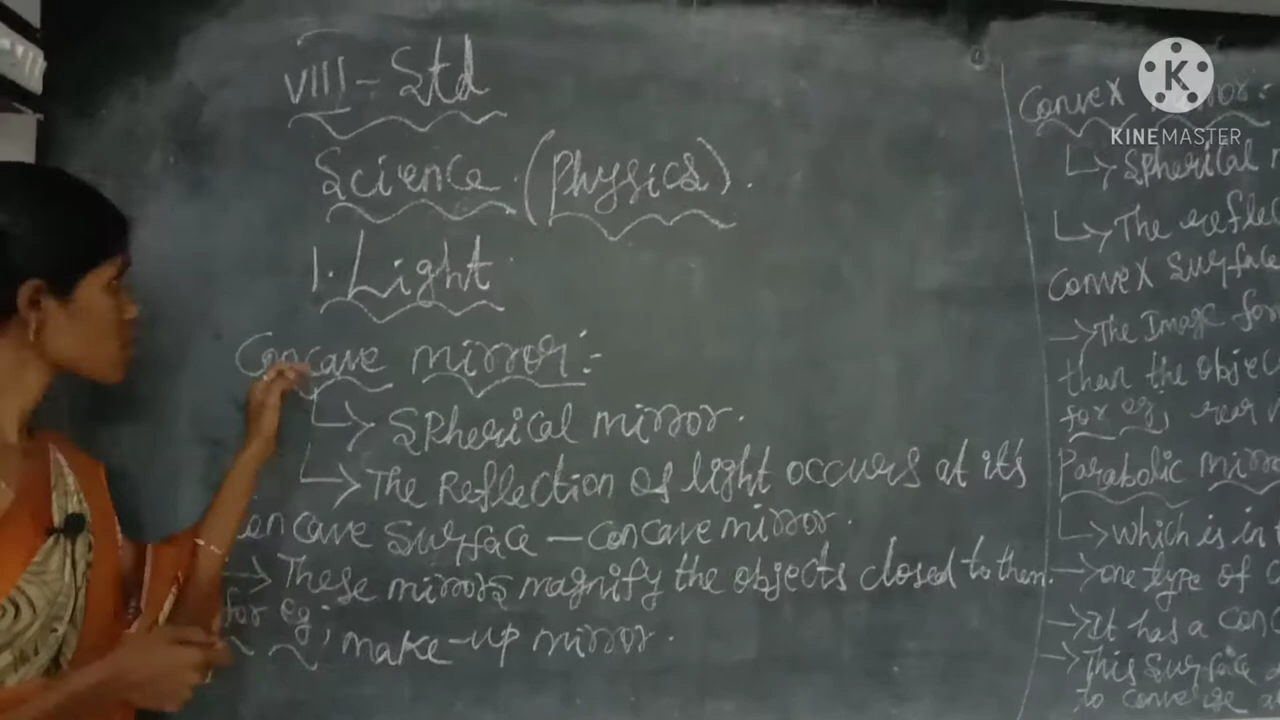 VIII - Std
Science (Physics).
1. Light
Concave mirror:-
Spherical mirror.
The Reflection of light occurs at it's
concave surface - concave mirror.
These mirrors magnify the objects closed to them.
for eg; make-up mirror.
Convex mirror:-
Spherical
The
Convex surface
The Image
than the
for eg, rear
Parabolic
which is in
one type of
It has a
This surface
to converge
K
KINEMASTER